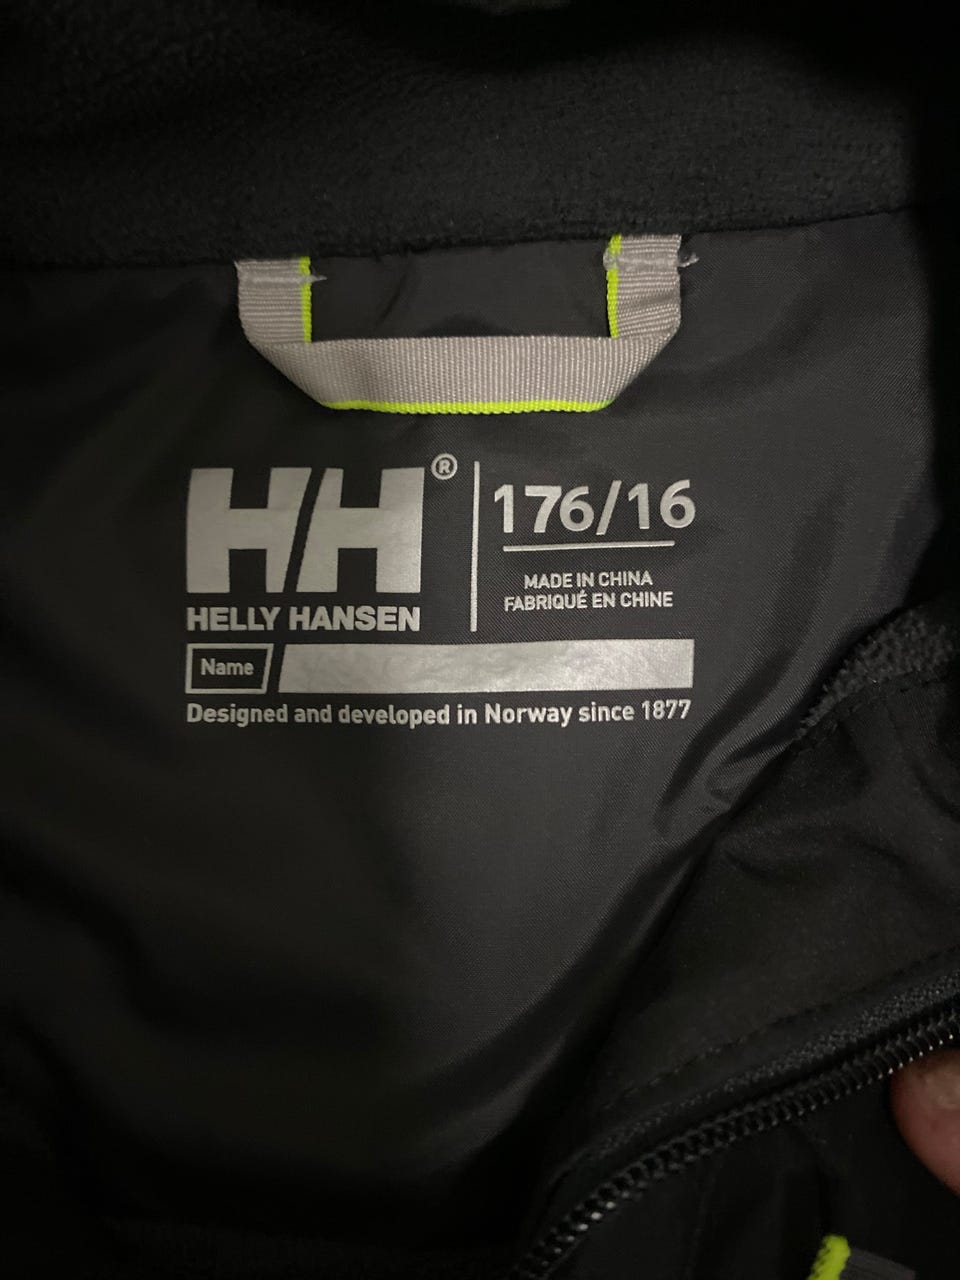 HH®
HELLY HANSEN
176/16
MADE IN CHINA
FABRIQUÉ EN CHINE
Name
Designed and developed in Norway since 1877